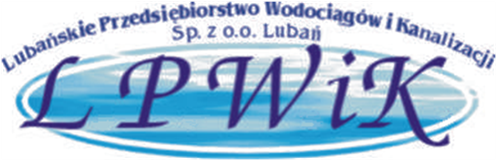 Lubańskie Przedsiębiorstwo Wodociągów i Kanalizacji
Sp. z o.o. Lubań
LPWiK